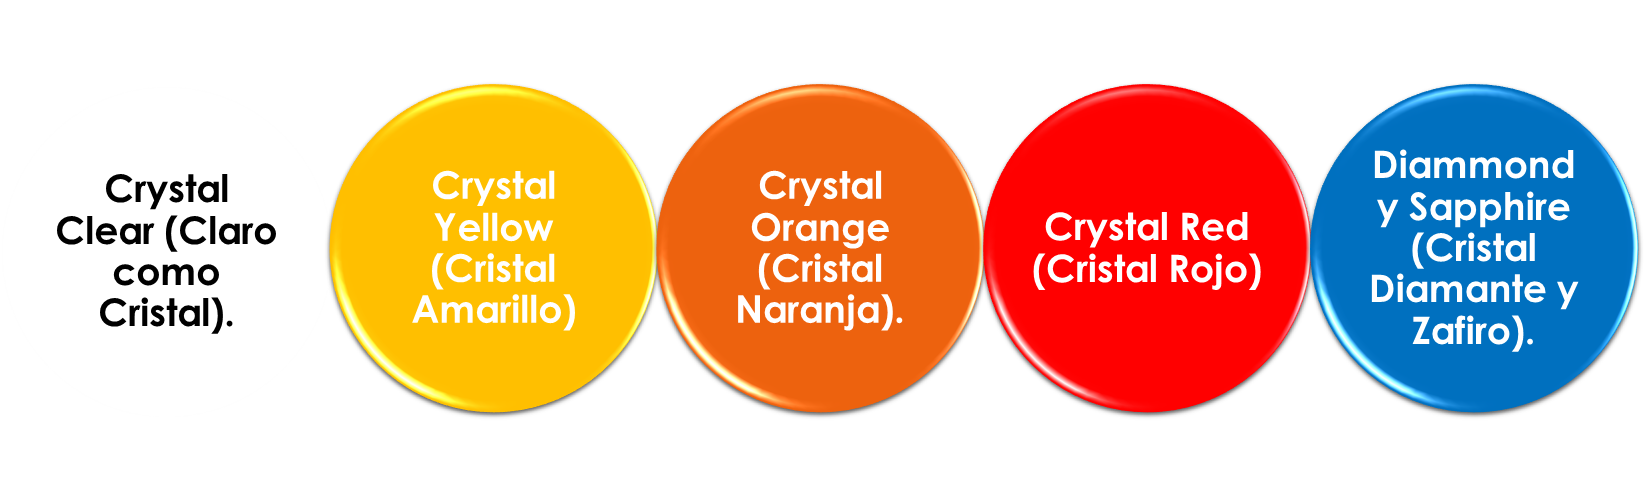 Crystal
Clear (Claro
como
Cristal).
Crystal
Yellow
(Cristal
Amarillo)
Crystal
Orange
(Cristal
Naranja).
Crystal Red
(Cristal Rojo)
Diammond
y Sapphire
(Cristal
Diamante y
Zafiro).